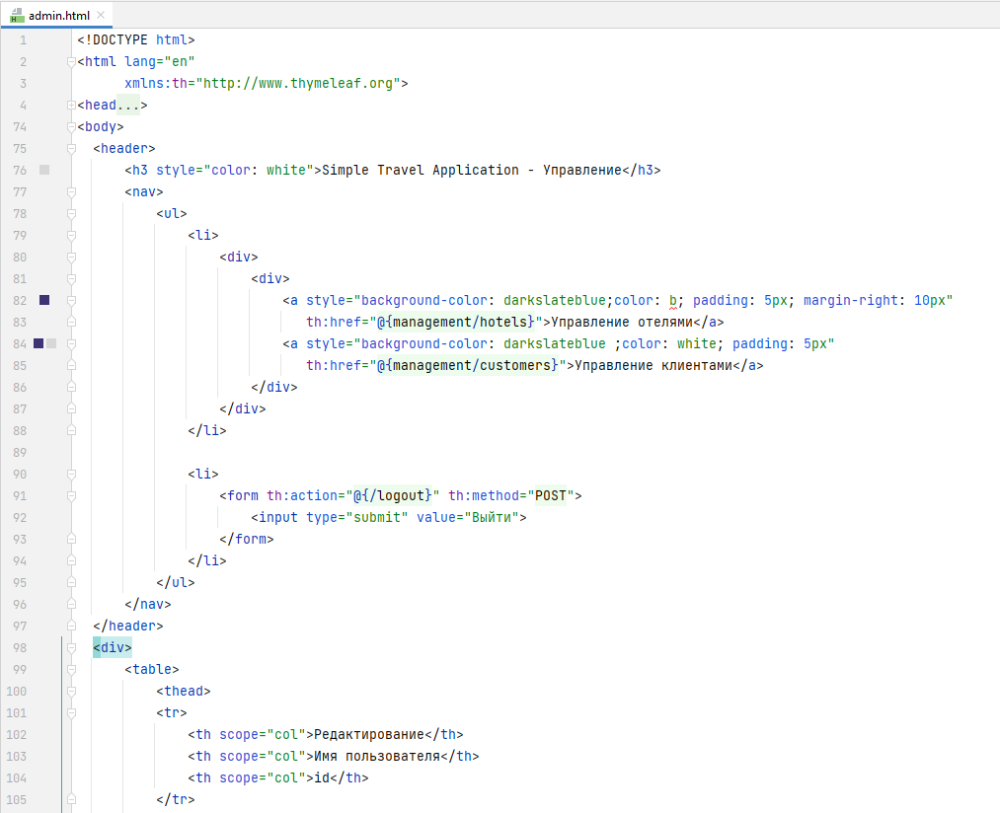 admin.html
1 <!DOCTYPE html>
2 <html lang="en"
3 xmlns:th="http://www.thymeleaf.org">
4 <head...>
74 <body>
75 <header>
76 <h3 style="color: white">Simple Travel Application - Управление</h3>
77 <nav>
78 <ul>
79 <li>
80 <div>
81 <div>
82 <a style="background-color: darkslateblue;color: b; padding: 5px; margin-right: 10px"
83 th:href="@{management/hotels}">Управление отелями</a>
84 <a style="background-color: darkslateblue ;color: white; padding: 5px"
85 th:href="@{management/customers}">Управление клиентами</a>
86 </div>
87 </div>
88 </li>
89
90 <li>
91 <form th:action="@{/logout}" th:method="POST">
92 <input type="submit" value="Выйти">
93 </form>
94 </li>
95 </ul>
96 </nav>
97 </header>
98 <div>
99 <table>
100 <thead>
101 <tr>
102 <th scope="col">Редактирование</th>
103 <th scope="col">Имя пользователя</th>
104 <th scope="col">id</th>
105 </tr>